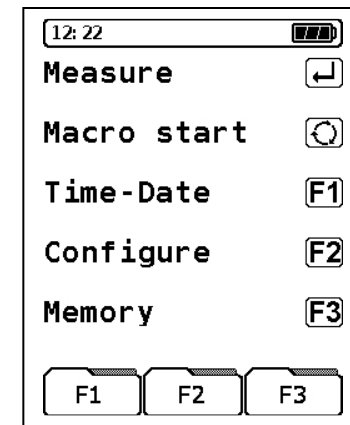 12:22
Measure
Macro start
Time-Date F1
Configure F2
Memory F3
F1 F2 F3